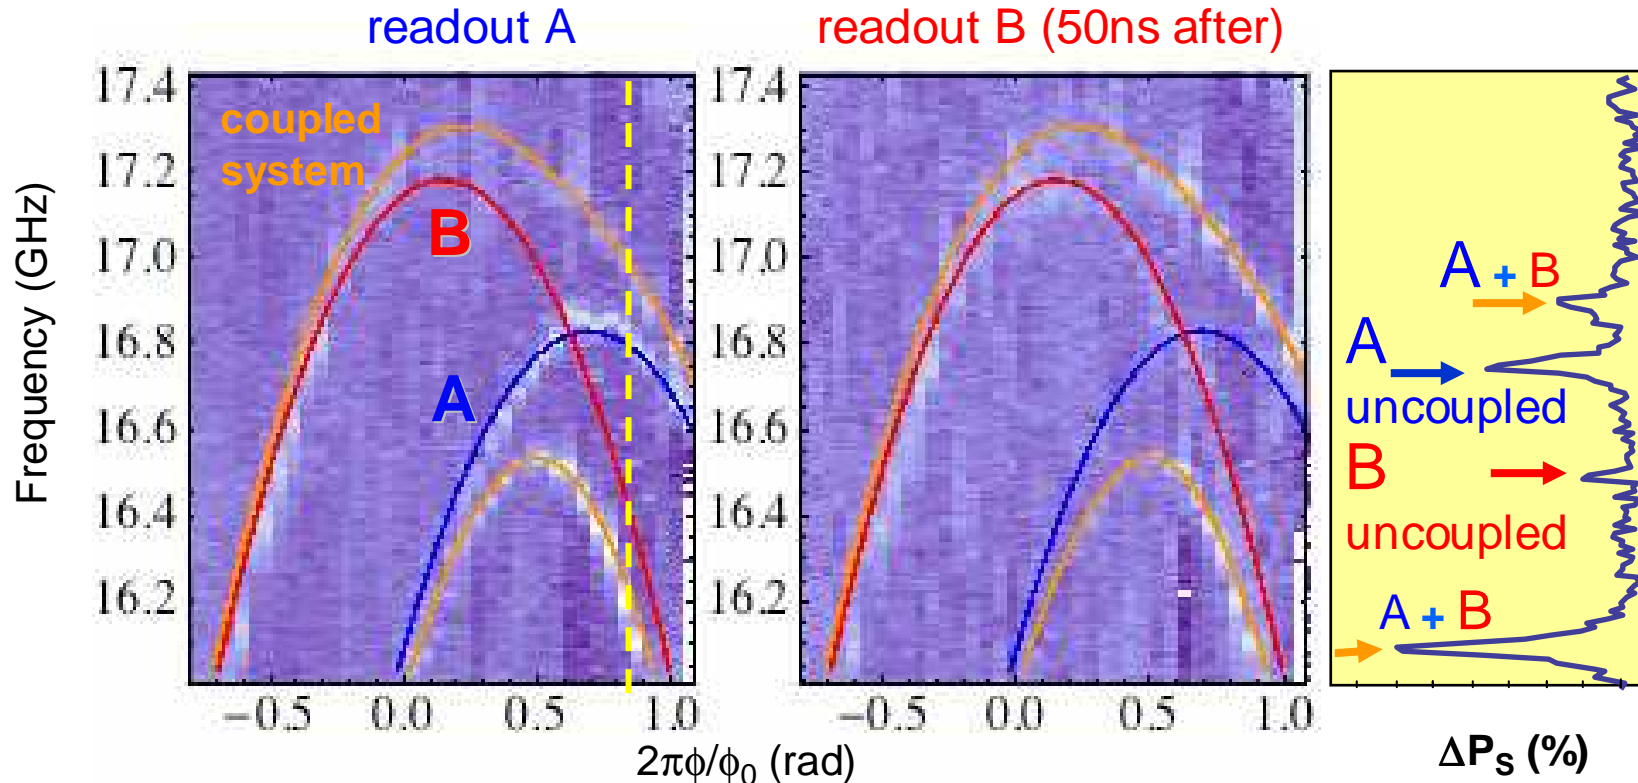 readout A
readout B (50ns after)
Frequency (GHz)
17.4
17.2
17.0
16.8
16.6
16.4
16.2
coupled
system
B
A
−0.5
0.0
0.5
1.0
17.4
17.2
17.0
16.8
16.6
16.4
16.2
−0.5
0.0
0.5
1.0
2πϕ/ϕ0 (rad)
A + B
A
uncoupled
B
uncoupled
A + B
ΔPS (%)